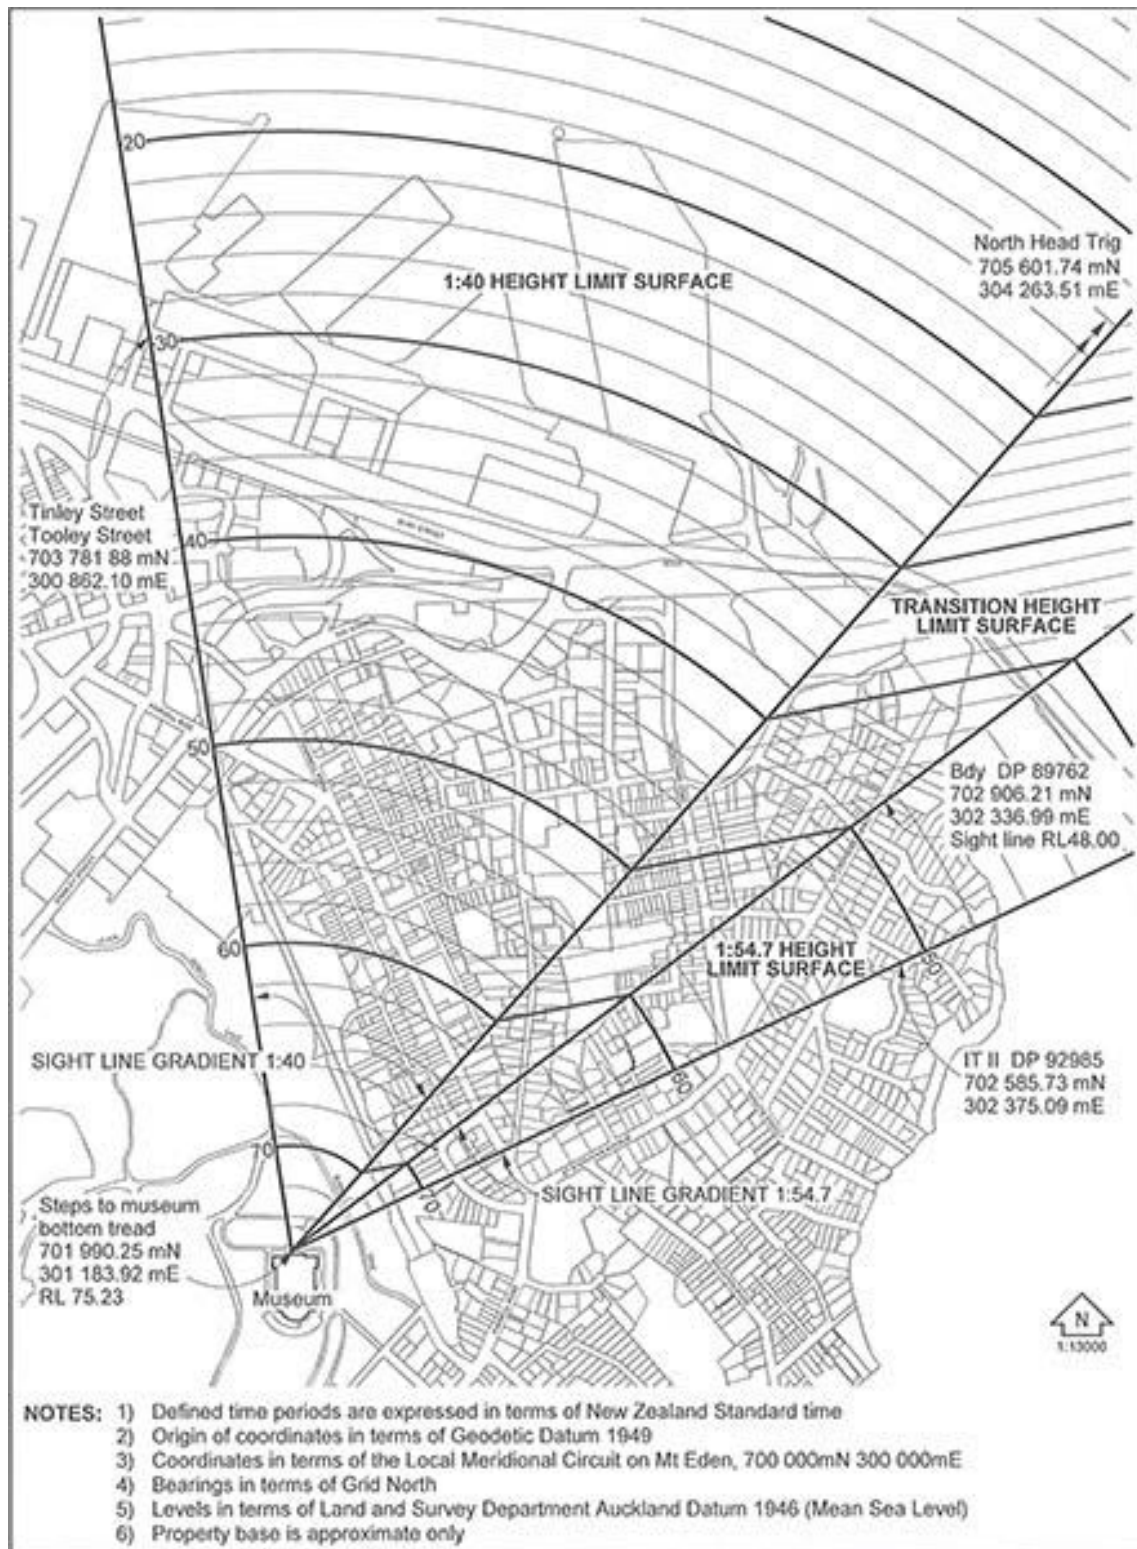 20
North Head Trig
705 601.74 mN
304 263.51 mE
1:40 HEIGHT LIMIT SURFACE
30
Tinley Street
Tooley Street
703 781 88 mN
300 862.10 mE
40
TRANSITION HEIGHT
LIMIT SURFACE
50
Bdy DP 89762
702 906.21 mN
302 336.99 mE
Sight line RL48.00
60
1:54.7 HEIGHT
LIMIT SURFACE
50
SIGHT LINE GRADIENT 1:40
IT II DP 92985
702 585.73 mN
302 375.09 mE
60
70
70
SIGHT LINE GRADIENT 1:54.7
Steps to museum
bottom tread
701 990.25 mN
301 183.92 mE
RL 75.23
Museum
N
1:13000
NOTES: 1) Defined time periods are expressed in terms of New Zealand Standard time
2) Origin of coordinates in terms of Geodetic Datum 1949
3) Coordinates in terms of the Local Meridional Circuit on Mt Eden, 700 000mN 300 000mE
4) Bearings in terms of Grid North
5) Levels in terms of Land and Survey Department Auckland Datum 1946 (Mean Sea Level)
6) Property base is approximate only